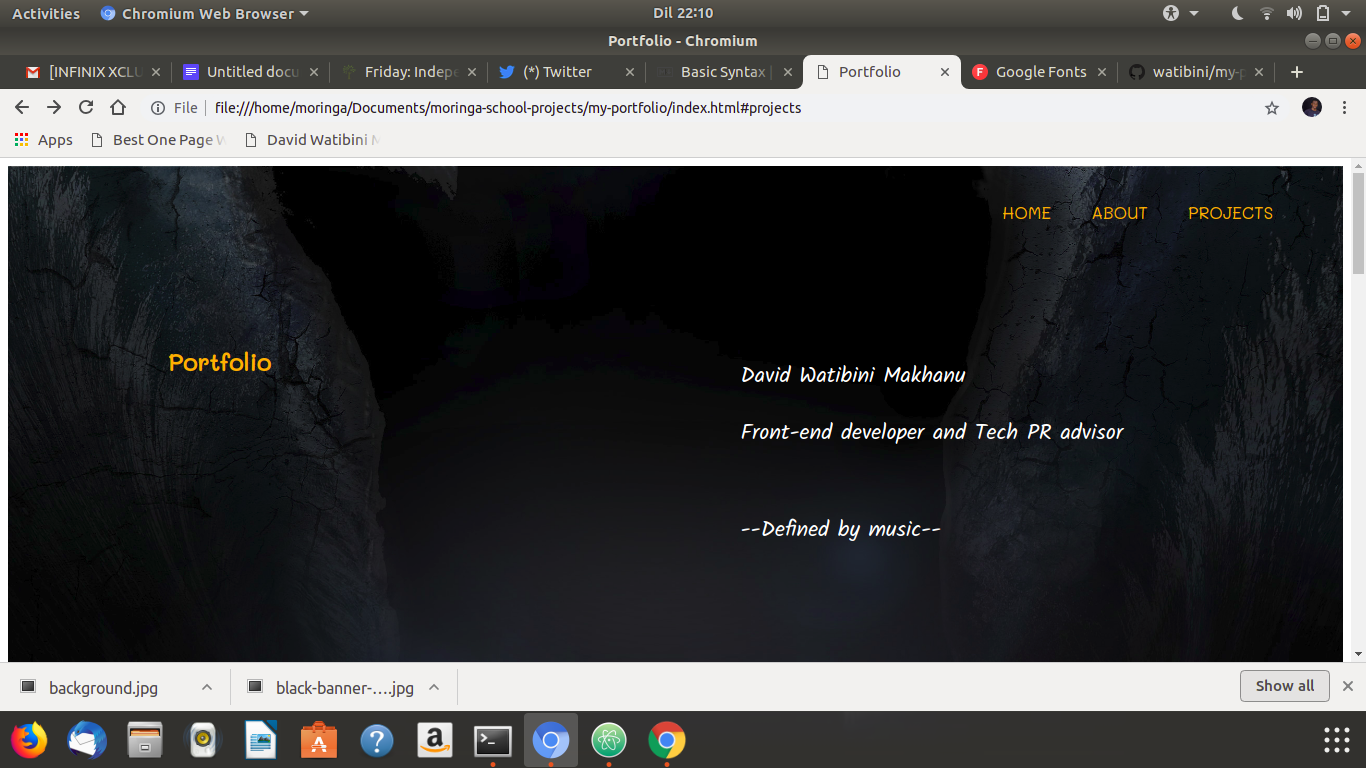 Activities Chromium Web Browser Dil 22:10
Portfolio - Chromium
[INFINIX XCLU Untitled docu Friday: Indepe (*) Twitter Basic Syntax | Portfolio Google Fonts watibini/my-p
File file:///home/moringa/Documents/moringa-school-projects/my-portfolio/index.html#projects
Apps Best One Page W David Watibini M
HOME ABOUT PROJECTS
Portfolio
David Watibini Makhanu
Front-end developer and Tech PR advisor
--Defined by music--
background.jpg black-banner-....jpg Show all